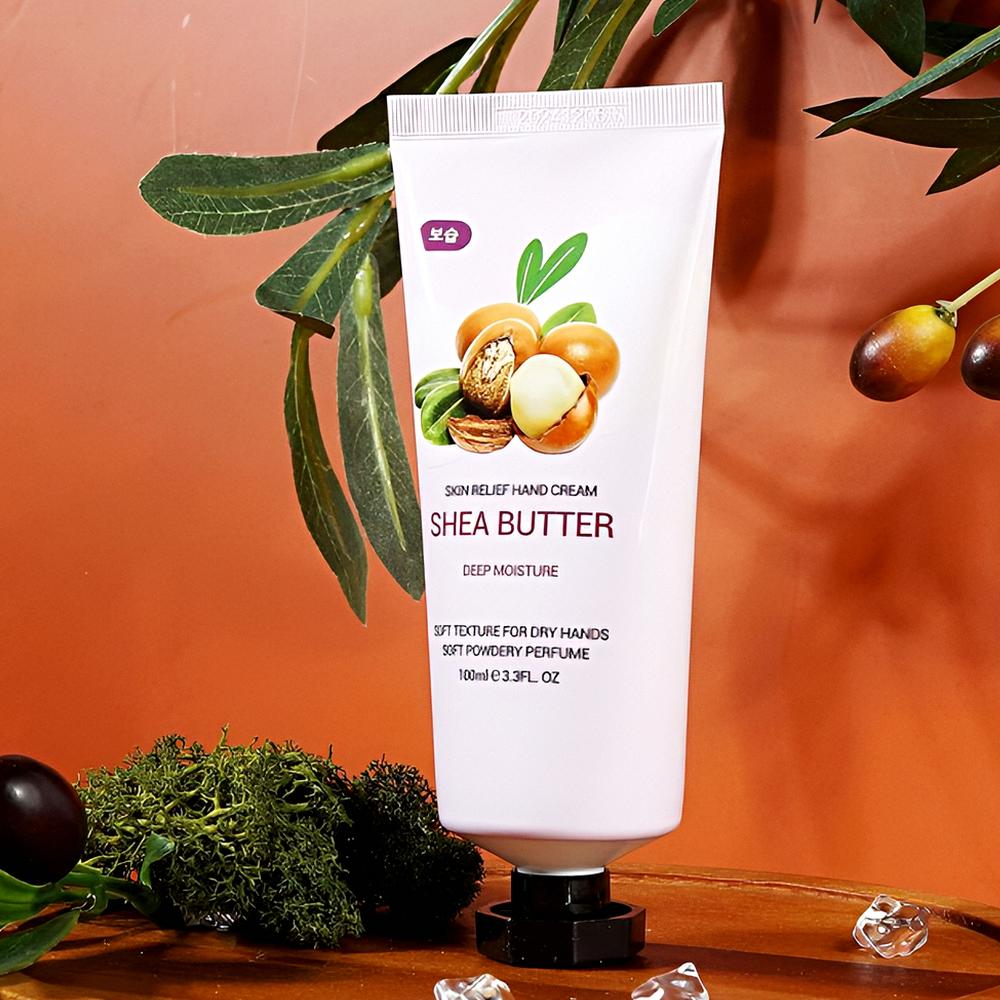 보습
SKIN RELIEF HAND CREAM
SHEA BUTTER
DEEP MOISTURE
SOFT TEXTURE FOR DRY HANDS
SOFT POWDERY PERFUME
100ml ℮ 3.3FL. OZ